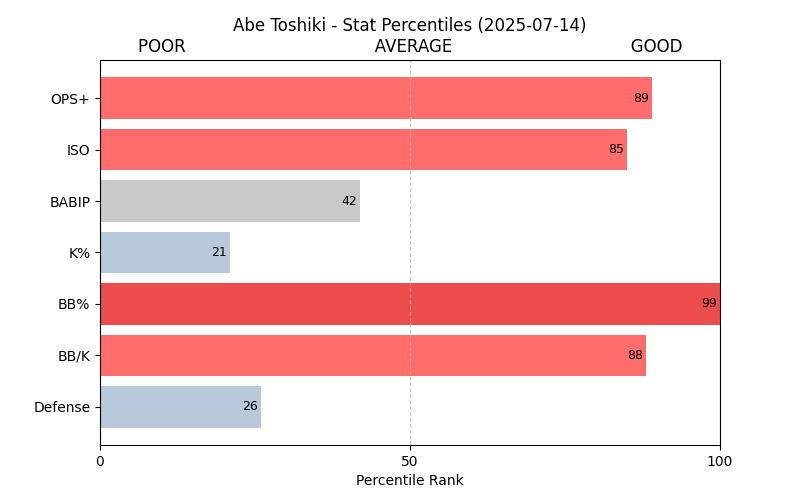 Abe Toshiki - Stat Percentiles (2025-07-14)
POOR AVERAGE GOOD
OPS+ 89
ISO 85
BABIP 42
K% 21
BB% 99
BB/K 88
Defense 26
0 50 100
Percentile Rank